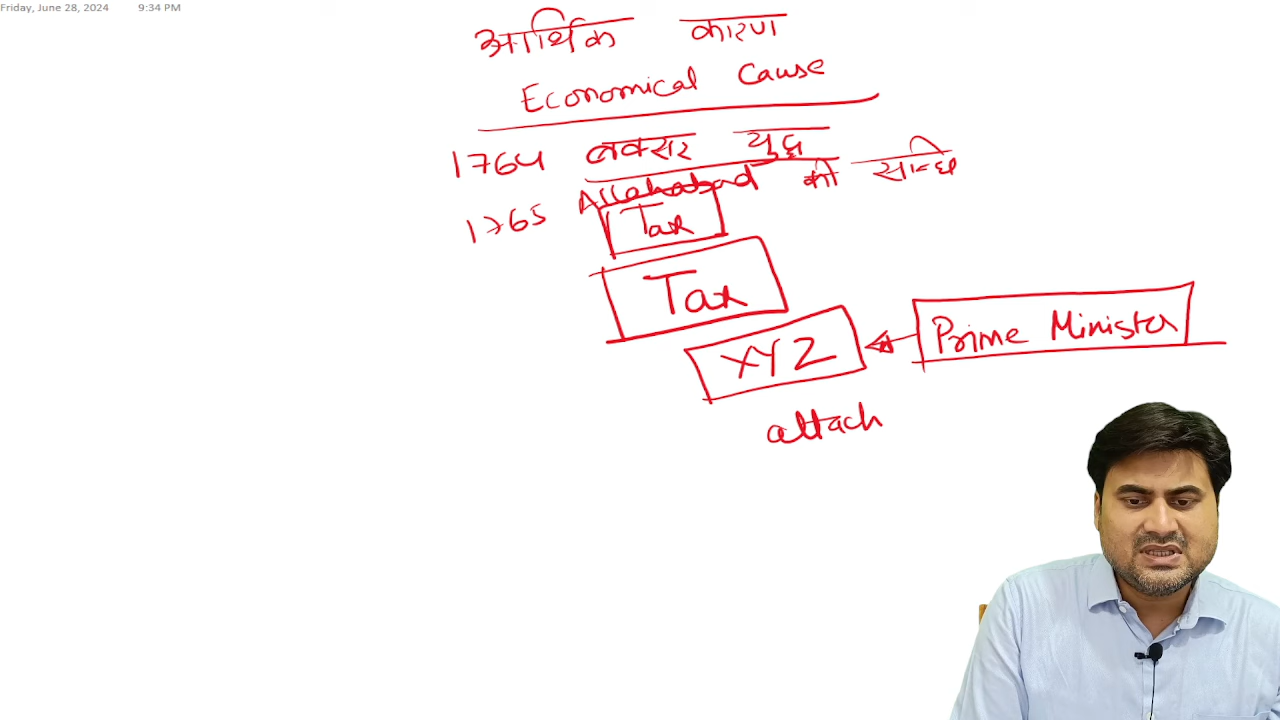 Friday, June 28, 2024 9:34 PM
आर्थिक कारण
Economical Cause
1764 बक्सर युद्ध
1765 Allahabad की सन्धि
Tax
Tax
XYZ Prime Minister
attach